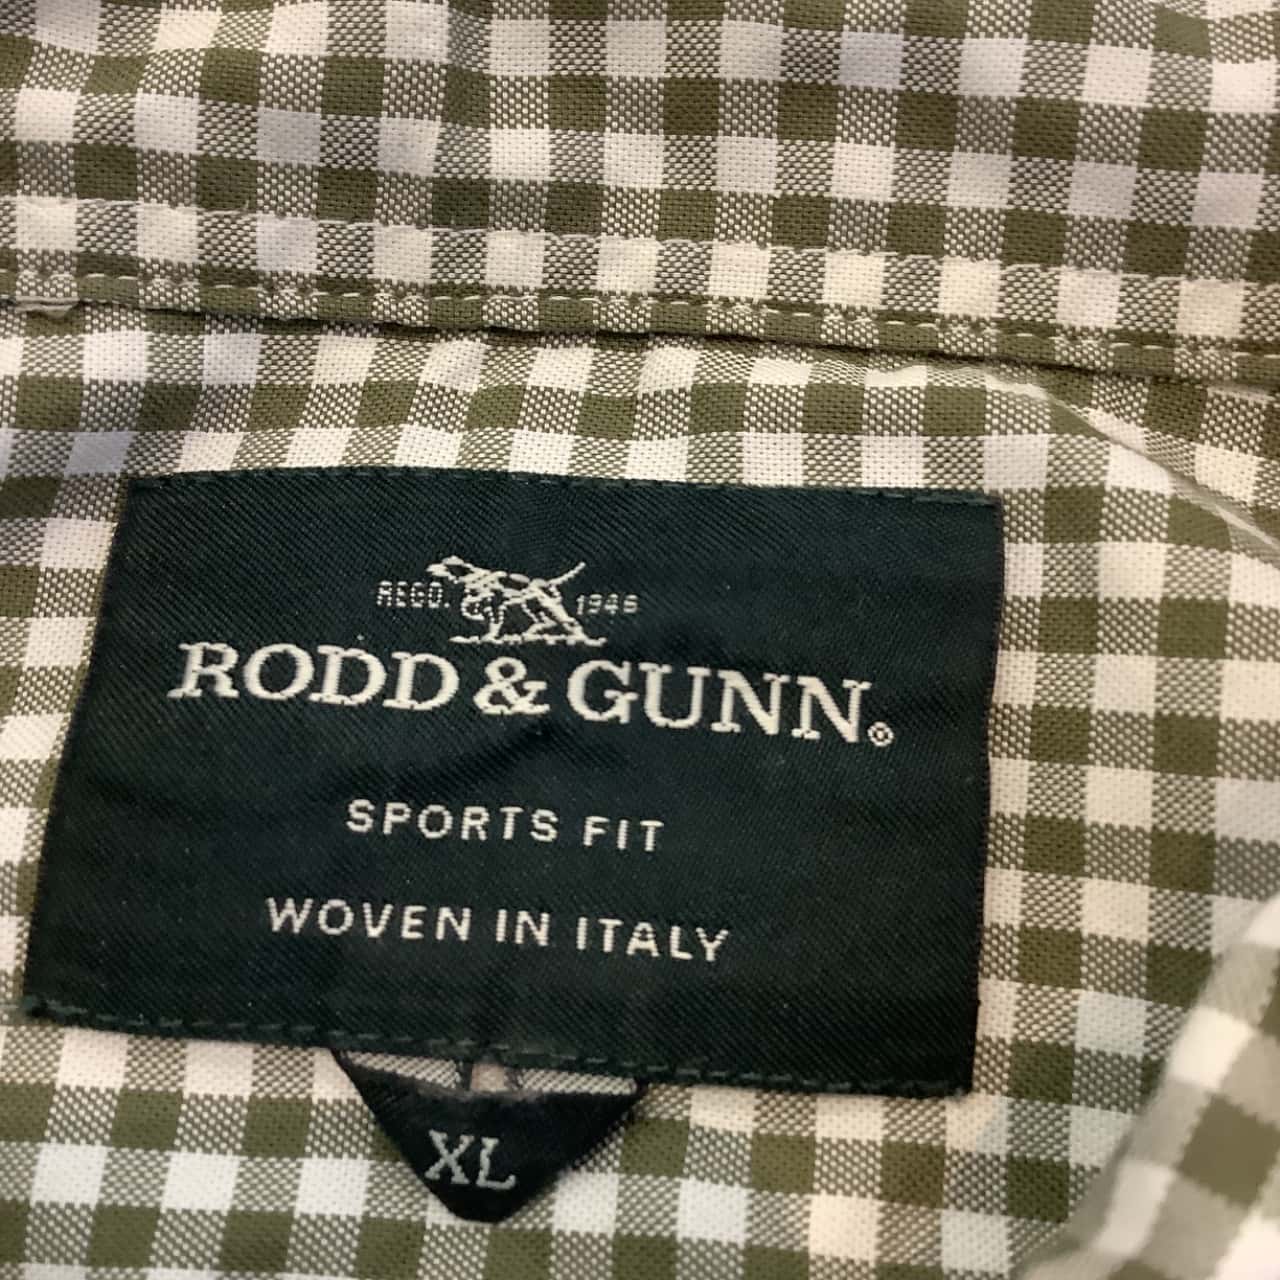 REGD. 1946
RODD & GUNN®
SPORTS FIT
WOVEN IN ITALY
XL